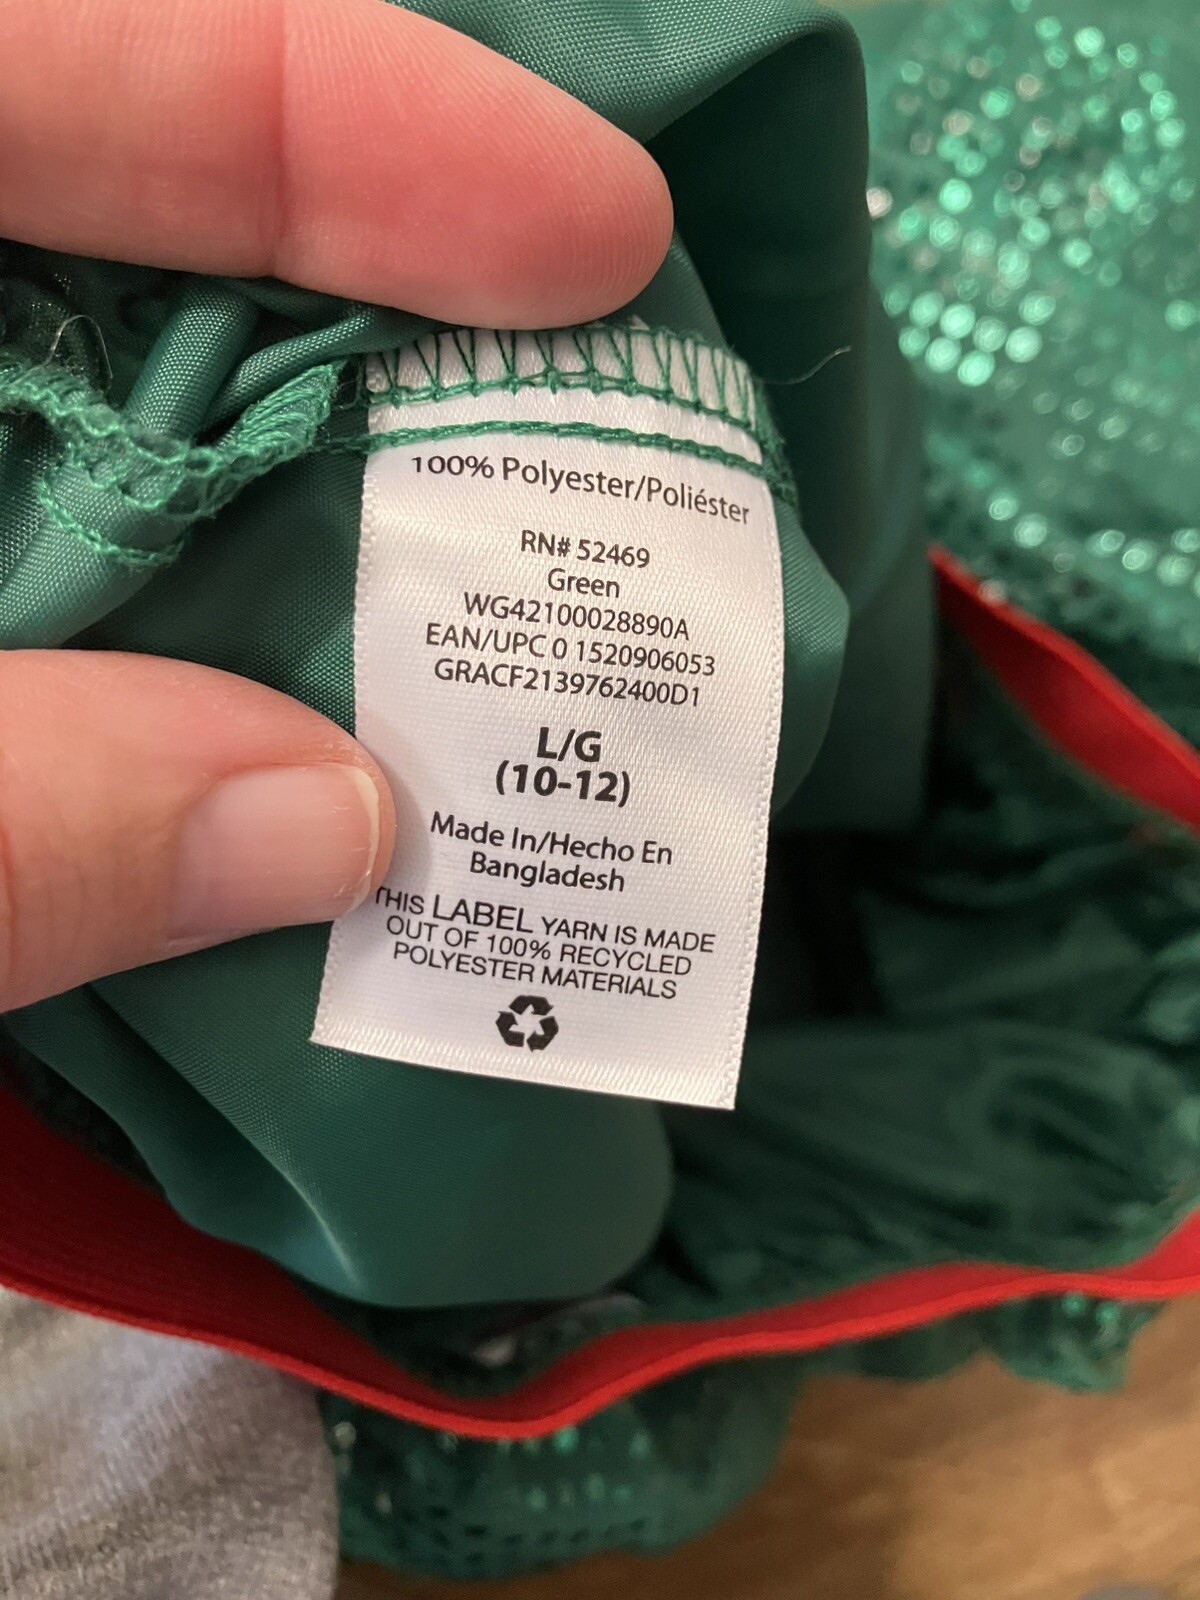 100% Polyester/Poliéster
RN# 52469
Green
WG42100028890A
EAN/UPC 0 1520906053
GRACF2139762400D1
L/G
(10-12)
Made In/Hecho En
Bangladesh
THIS LABEL YARN IS MADE
OUT OF 100% RECYCLED
POLYESTER MATERIALS